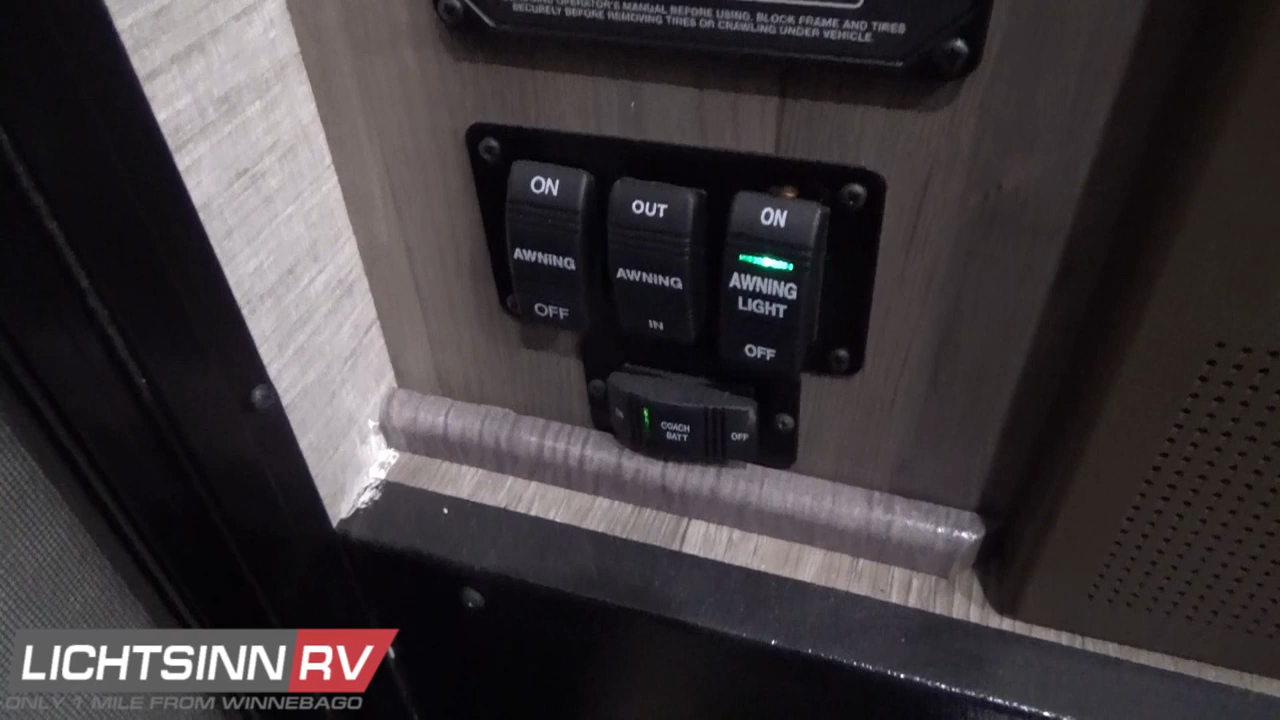 OPERATOR'S MANUAL BEFORE USING. BLOCK FRAME AND TIRES
SECURELY BEFORE REMOVING TIRES OR CRAWLING UNDER VEHICLE.
ON
AWNING
OFF
OUT
AWNING
IN
ON
AWNING
LIGHT
OFF
COACH
BATT
OFF
LICHTSINN RV
ONLY 1 MILE FROM WINNEBAGO